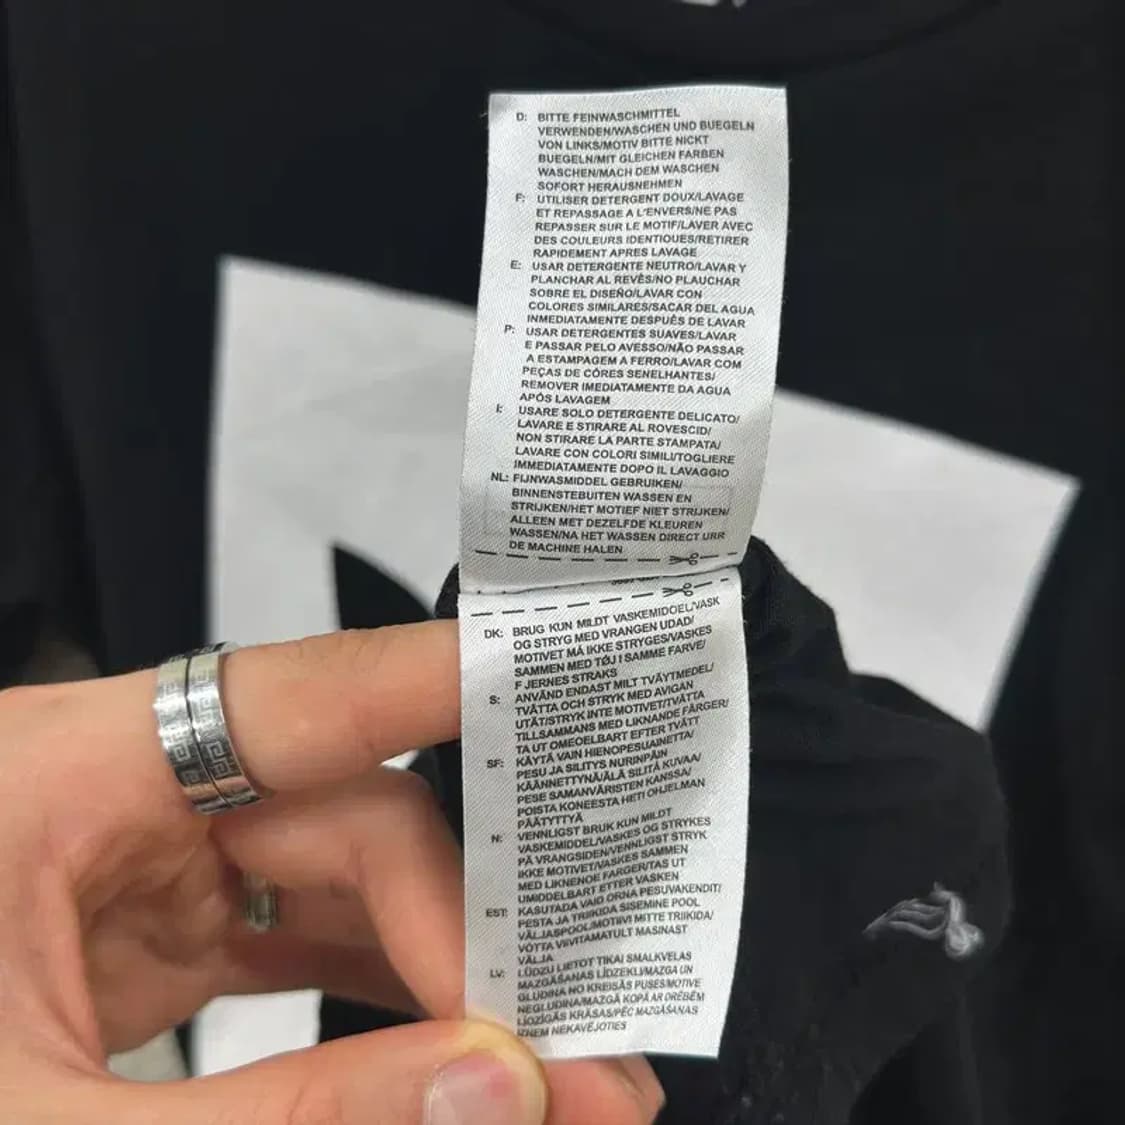 D: BITTE FEINWASCHMITTEL
VERWENDEN/WASCHEN UND BUEGELN
VON LINKS/MOTIV BITTE NICKT
BUEGELN/MIT GLEICHEN FARBEN
WASCHEN/MACH DEM WASCHEN
SOFORT HERAUSNEHMEN
F: UTILISER DETERGENT DOUX/LAVAGE
ET REPASSAGE A L'ENVERS/NE PAS
REPASSER SUR LE MOTIF/LAVER AVEC
DES COULEURS IDENTIQUES/RETIRER
RAPIDEMENT APRES LAVAGE
E: USAR DETERGENTE NEUTRO/LAVAR Y
PLANCHAR AL REVÊS/NO PLAUCHAR
SOBRE EL DISEÑO/LAVAR CON
COLORES SIMILARES/SACAR DEL AGUA
INMEDIATAMENTE DESPUÊS DE LAVAR
P: USAR DETERGENTES SUAVES/LAVAR
E PASSAR PELO AVESSO/NÃO PASSAR
A ESTAMPAGEM A FERRO/LAVAR COM
PEÇAS DE CÔRES SENELHANTES/
REMOVER IMEDIATAMENTE DA AGUA
APÓS LAVAGEM
I: USARE SOLO DETERGENTE DELICATO/
LAVARE E STIRARE AL ROVESCID/
NON STIRARE LA PARTE STAMPATA/
LAVARE CON COLORI SIMILI/TOGLIERE
IMMEDIATAMENTE DOPO IL LAVAGGIO
NL: FIJNWASMIDDEL GEBRUIKEN/
BINNENSTEBUITEN WASSEN EN
STRIJKEN/HET MOTIEF NIET STRIJKEN/
ALLEEN MET DEZELFDE KLEUREN
WASSEN/NA HET WASSEN DIRECT URR
DE MACHINE HALEN
DK: BRUG KUN MILDT VASKEMIDOEL/VASK
OG STRYG MED VRANGEN UDAD/
MOTIVET MÅ IKKE STRYGES/VASKES
SAMMEN MED TØJ I SAMME FARVE/
F JERNES STRAKS
S: ANVÄND ENDAST MILT TVÄYTMEDEL/
TVÄTTA OCH STRYK MED AVIGAN
UTÅT/STRYK INTE MOTIVET/TVÄTTA
TILLSAMMANS MED LIKNANDE FÄRGER/
TA UT OMEOELBART EFTER TVÄTT
SF: KÄYTÄ VAIN HIENOPESUAINETTA/
PESU JA SILITYS NURINPÄIN
KÄÄNNETTYNÄ/ÄLÄ SILITÄ KUVAA/
PESE SAMANVÄRISTEN KANSSA/
POISTA KONEESTA HETI OHJELMAN
PÄÄTYTTYÄ
N: VENNLIGST BRUK KUN MILDT
VASKEMIDDEL/VASKES OG STRYKES
PÅ VRANGSIDEN/VENNLIGST STRYK
IKKE MOTIVET/VASKES SAMMEN
MED LIKNENOE FARGER/TAS UT
UMIDDELBART ETTER VASKEN
EST: KASUTADA VAID ORNA PESUVAKENDIT/
PESTA JA TRIIKIDA SISEMINE POOL
VÄLJASPOOL/MOTIIVI MITTE TRIIKIDA/
VÕTTA VIIVITAMATULT MASINAST
VÄLJA
LV: LŪDZU LIETOT TIKAI SMALKVELAS
MAZGĀŠANAS LĪDZEKLI/MAZGA UN
GLUDINA NO KREISĀS PUSES/MOTIVE
NEGLUDINA/MAZGĀ KOPĀ AR DRĒBĒM
LĪDZĪGĀS KRĀSAS/PĒC MAZGĀŠANAS
IZNEM NEKAVĒJOTIES